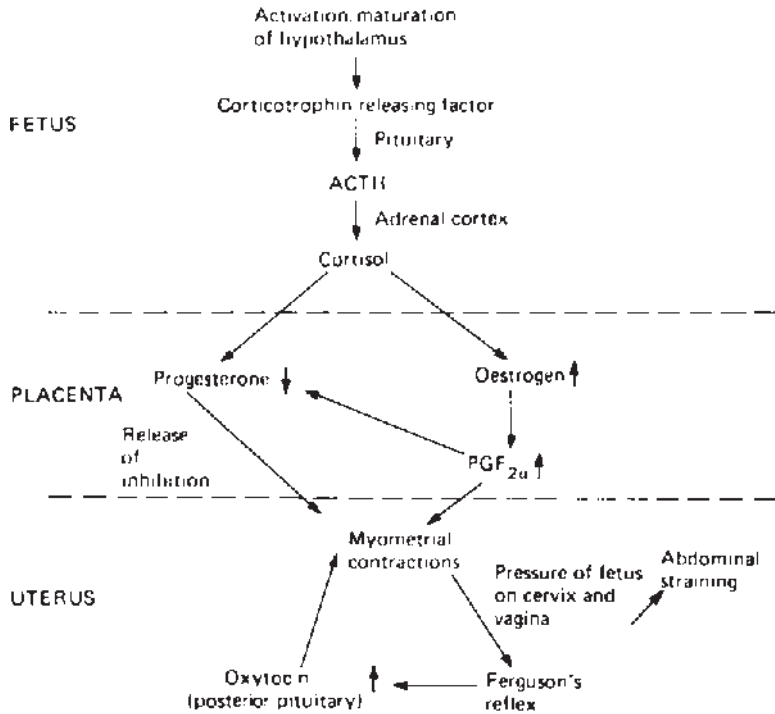 Activation, maturation
of hypothalamus
Corticotrophin releasing factor
FETUS
Pituitary
ACTH
Adrenal cortex
Cortisol
Progesterone
Oestrogen
PLACENTA
Release
of
inhibition
PGF2α
Myometrial
contractions
Pressure of fetus
on cervix and
vagina
Abdominal
straining
UTERUS
Oxytocin
(posterior pituitary)
Ferguson's
reflex